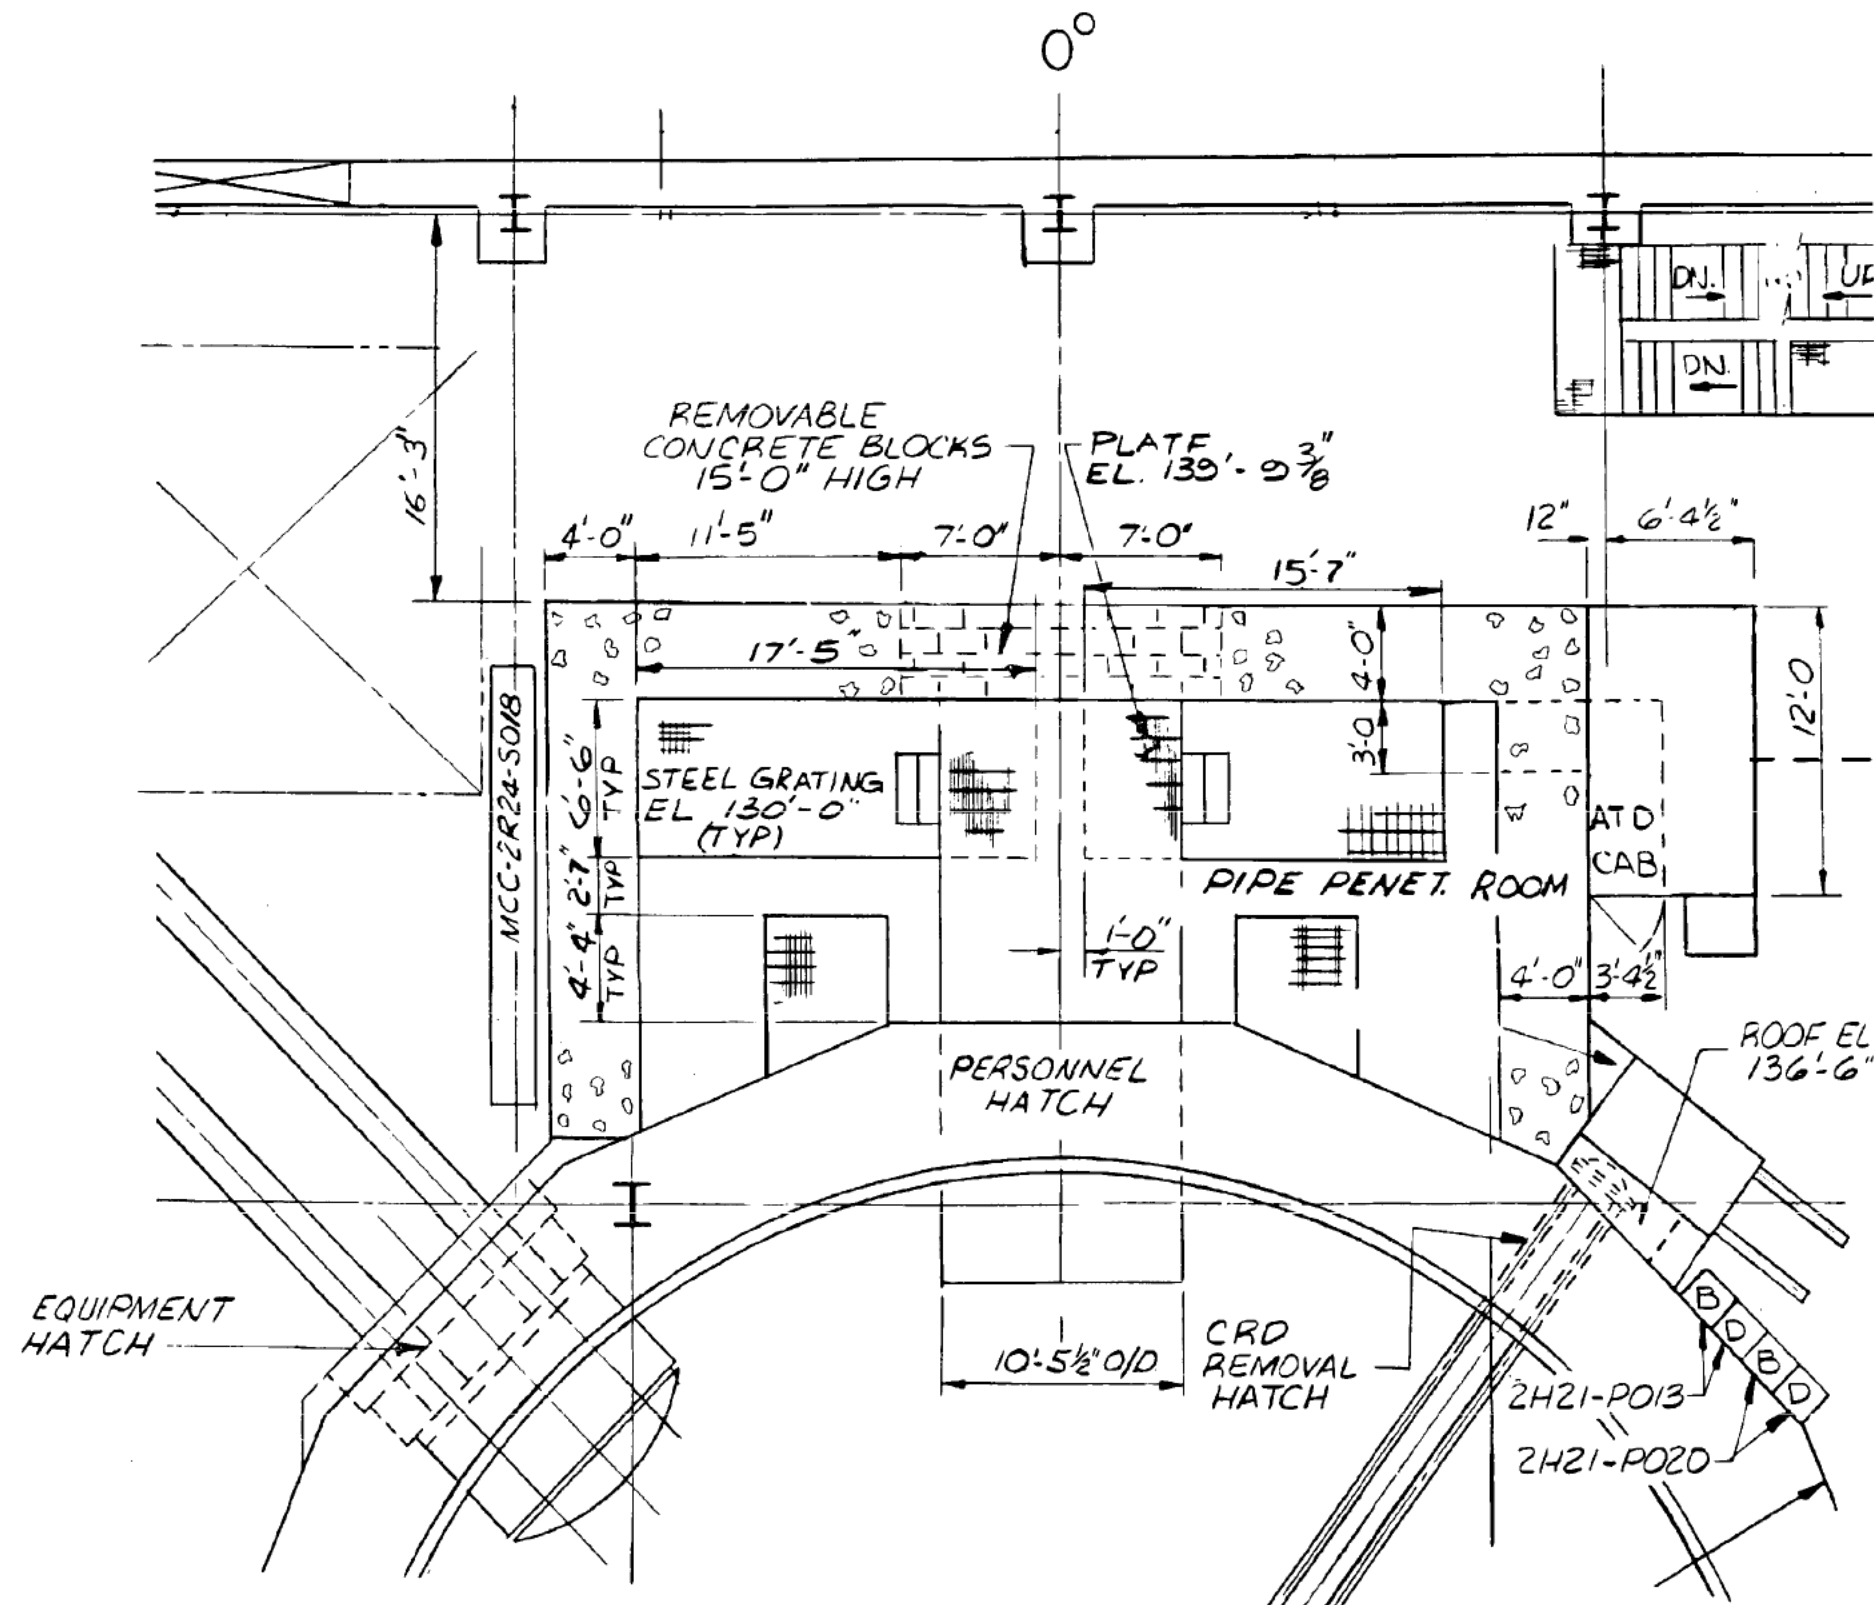 0°
DN.
DN.
REMOVABLE
CONCRETE BLOCKS
15'-0" HIGH
PLATE
EL. 139'-9 3/8"
16'-3"
4'-0"
11'-5"
7'-0"
7'-0"
12"
6'-4½"
15'-7"
17'-5"
4'-0"
12'-0
3'-0
MCC-2R24-S018
6'-6"
TYP
STEEL GRATING
EL 130'-0"
(TYP)
ATD
CAB
2'-7"
TYP
PIPE PENET. ROOM
4'-4"
TYP
1'-0"
TYP
4'-0"
3'-4½"
ROOF EL
136'-6"
PERSONNEL
HATCH
EQUIPMENT
HATCH
10'-5½" O/D
CRD
REMOVAL
HATCH
B
D
B
D
2H21-P013
2H21-P020